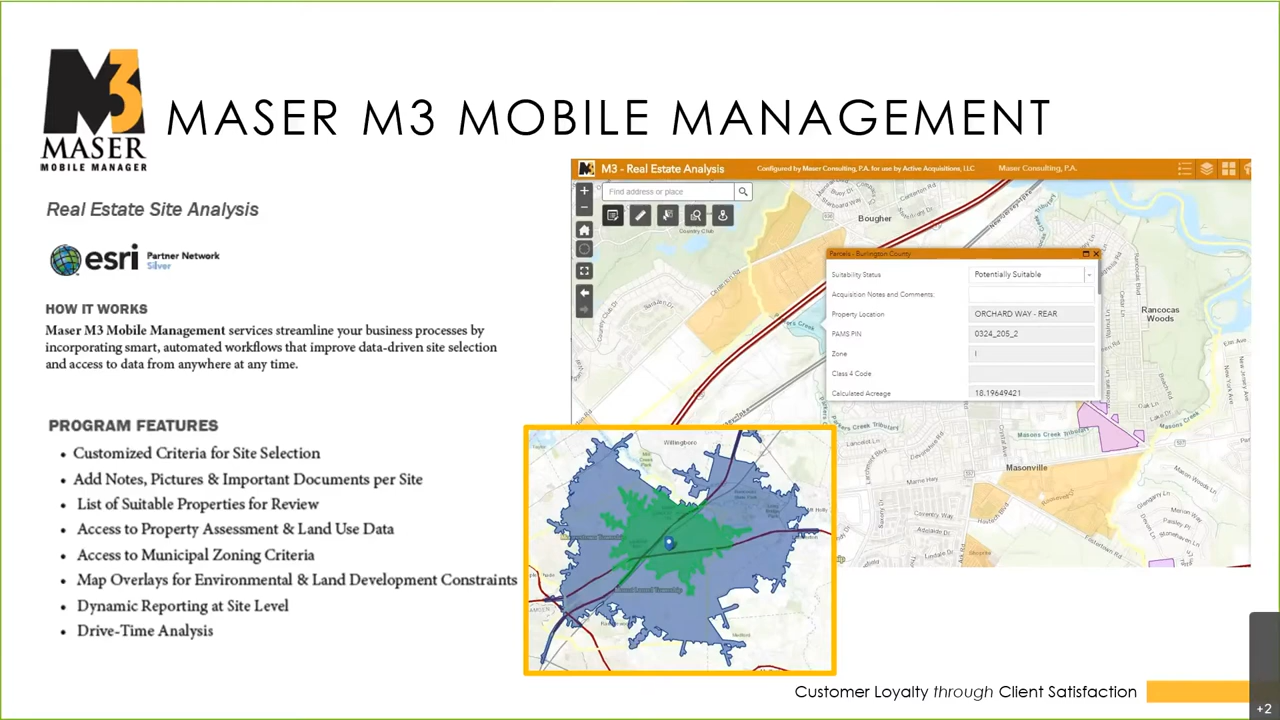 M3
MASER
MOBILE MANAGER
MASER M3 MOBILE MANAGEMENT
Real Estate Site Analysis
esri Partner Network
Silver
HOW IT WORKS
Maser M3 Mobile Management services streamline your business processes by
incorporating smart, automated workflows that improve data-driven site selection
and access to data from anywhere at any time.
PROGRAM FEATURES
• Customized Criteria for Site Selection
• Add Notes, Pictures & Important Documents per Site
• List of Suitable Properties for Review
• Access to Property Assessment & Land Use Data
• Access to Municipal Zoning Criteria
• Map Overlays for Environmental & Land Development Constraints
• Dynamic Reporting at Site Level
• Drive-Time Analysis
M3 - Real Estate Analysis Configured by Maser Consulting, P.A. for use by Active Acquisitions, LLC Maser Consulting, P.A.
Find address or place
Country Club
Bougher
Parcels - Burlington County
Suitability Status Potentially Suitable
Acquisition Notes and Comments:
Property Location ORCHARD WAY - REAR
PAMS PIN 0324_205_2
Zone I
Class 4 Code
Calculated Acreage 18.19649421
Rancocas
Woods
Parkers Creek Tributary
Masons Creek Tributary
Masonville
Willingboro
Customer Loyalty through Client Satisfaction
+2